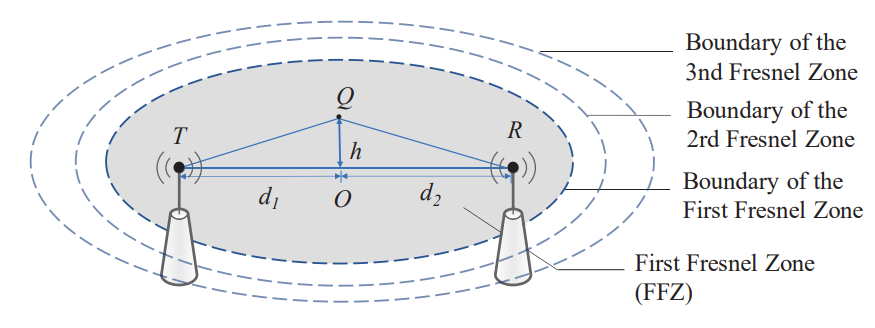 Boundary of the
3nd Fresnel Zone
Boundary of the
2rd Fresnel Zone
Boundary of the
First Fresnel Zone
First Fresnel Zone
(FFZ)
Q
T
R
h
d₁
O
d₂